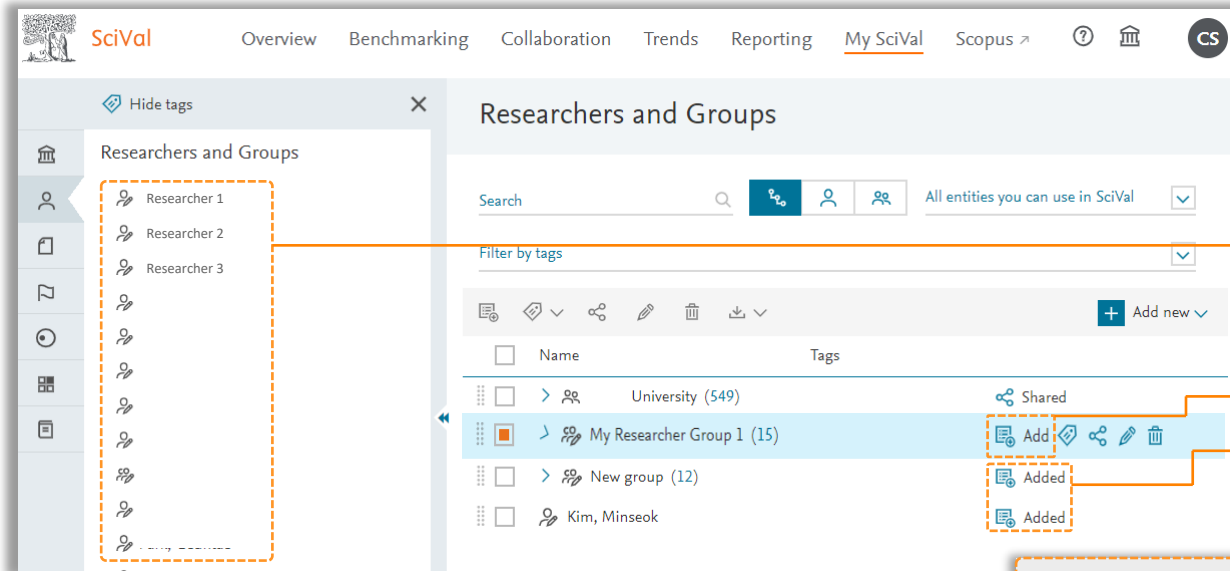 SciVal Overview Benchmarking Collaboration Trends Reporting My SciVal Scopus ↗ ? CS
Hide tags
Researchers and Groups
Researcher 1
Researcher 2
Researcher 3
Researchers and Groups
Search All entities you can use in SciVal
Filter by tags
Add new
Name Tags
University (549) Shared
My Researcher Group 1 (15) Add
New group (12) Added
Kim, Minseok Added